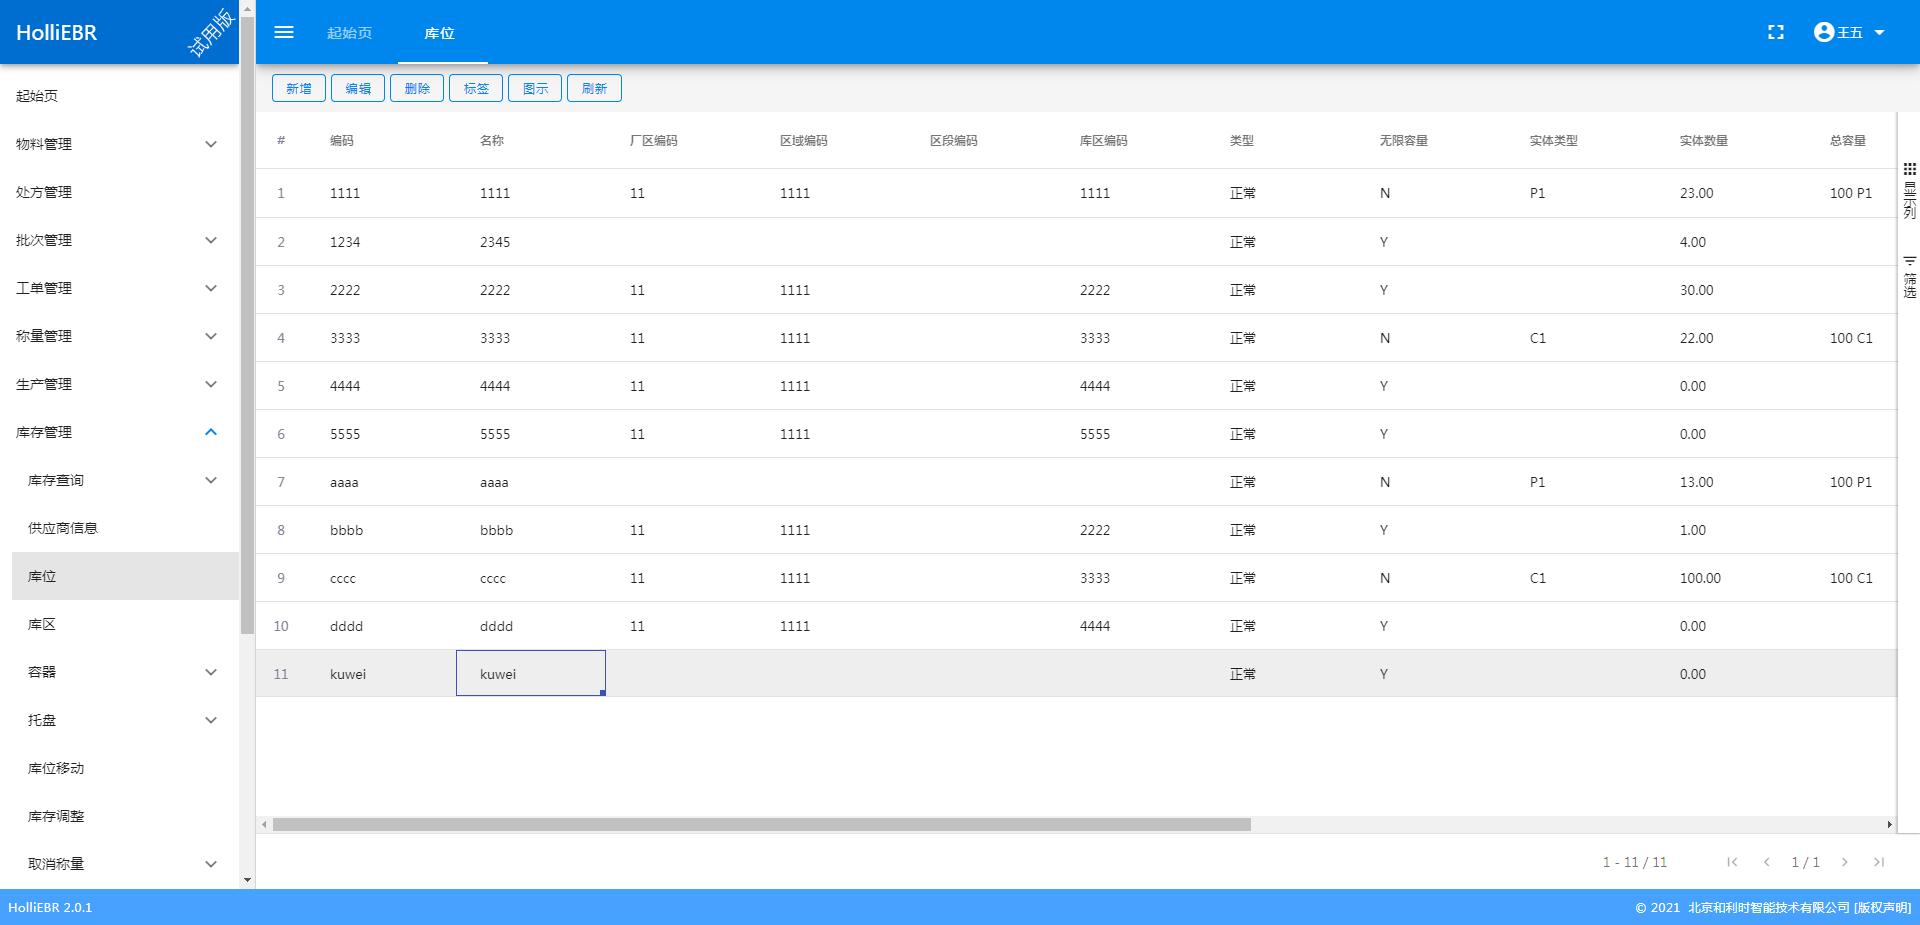 HolliEBR 试用版
起始页 库位 王五
起始页
物料管理
处方管理
批次管理
工单管理
称量管理
生产管理
库存管理
库存查询
供应商信息
库位
库区
容器
托盘
库位移动
库存调整
取消称量
新增 编辑 删除 标签 图示 刷新
# 编码 名称 厂区编码 区域编码 区段编码 库区编码 类型 无限容量 实体类型 实体数量 总容量
1 1111 1111 11 1111 1111 正常 N P1 23.00 100 P1
2 1234 2345 正常 Y 4.00
3 2222 2222 11 1111 2222 正常 Y 30.00
4 3333 3333 11 1111 3333 正常 N C1 22.00 100 C1
5 4444 4444 11 1111 4444 正常 Y 0.00
6 5555 5555 11 1111 5555 正常 Y 0.00
7 aaaa aaaa 正常 N P1 13.00 100 P1
8 bbbb bbbb 11 1111 2222 正常 Y 1.00
9 cccc cccc 11 1111 3333 正常 N C1 100.00 100 C1
10 dddd dddd 11 1111 4444 正常 Y 0.00
11 kuwei kuwei 正常 Y 0.00
显示列
筛选
1 - 11 / 11 1 / 1
HolliEBR 2.0.1 © 2021 北京和利时智能技术有限公司 [版权声明]